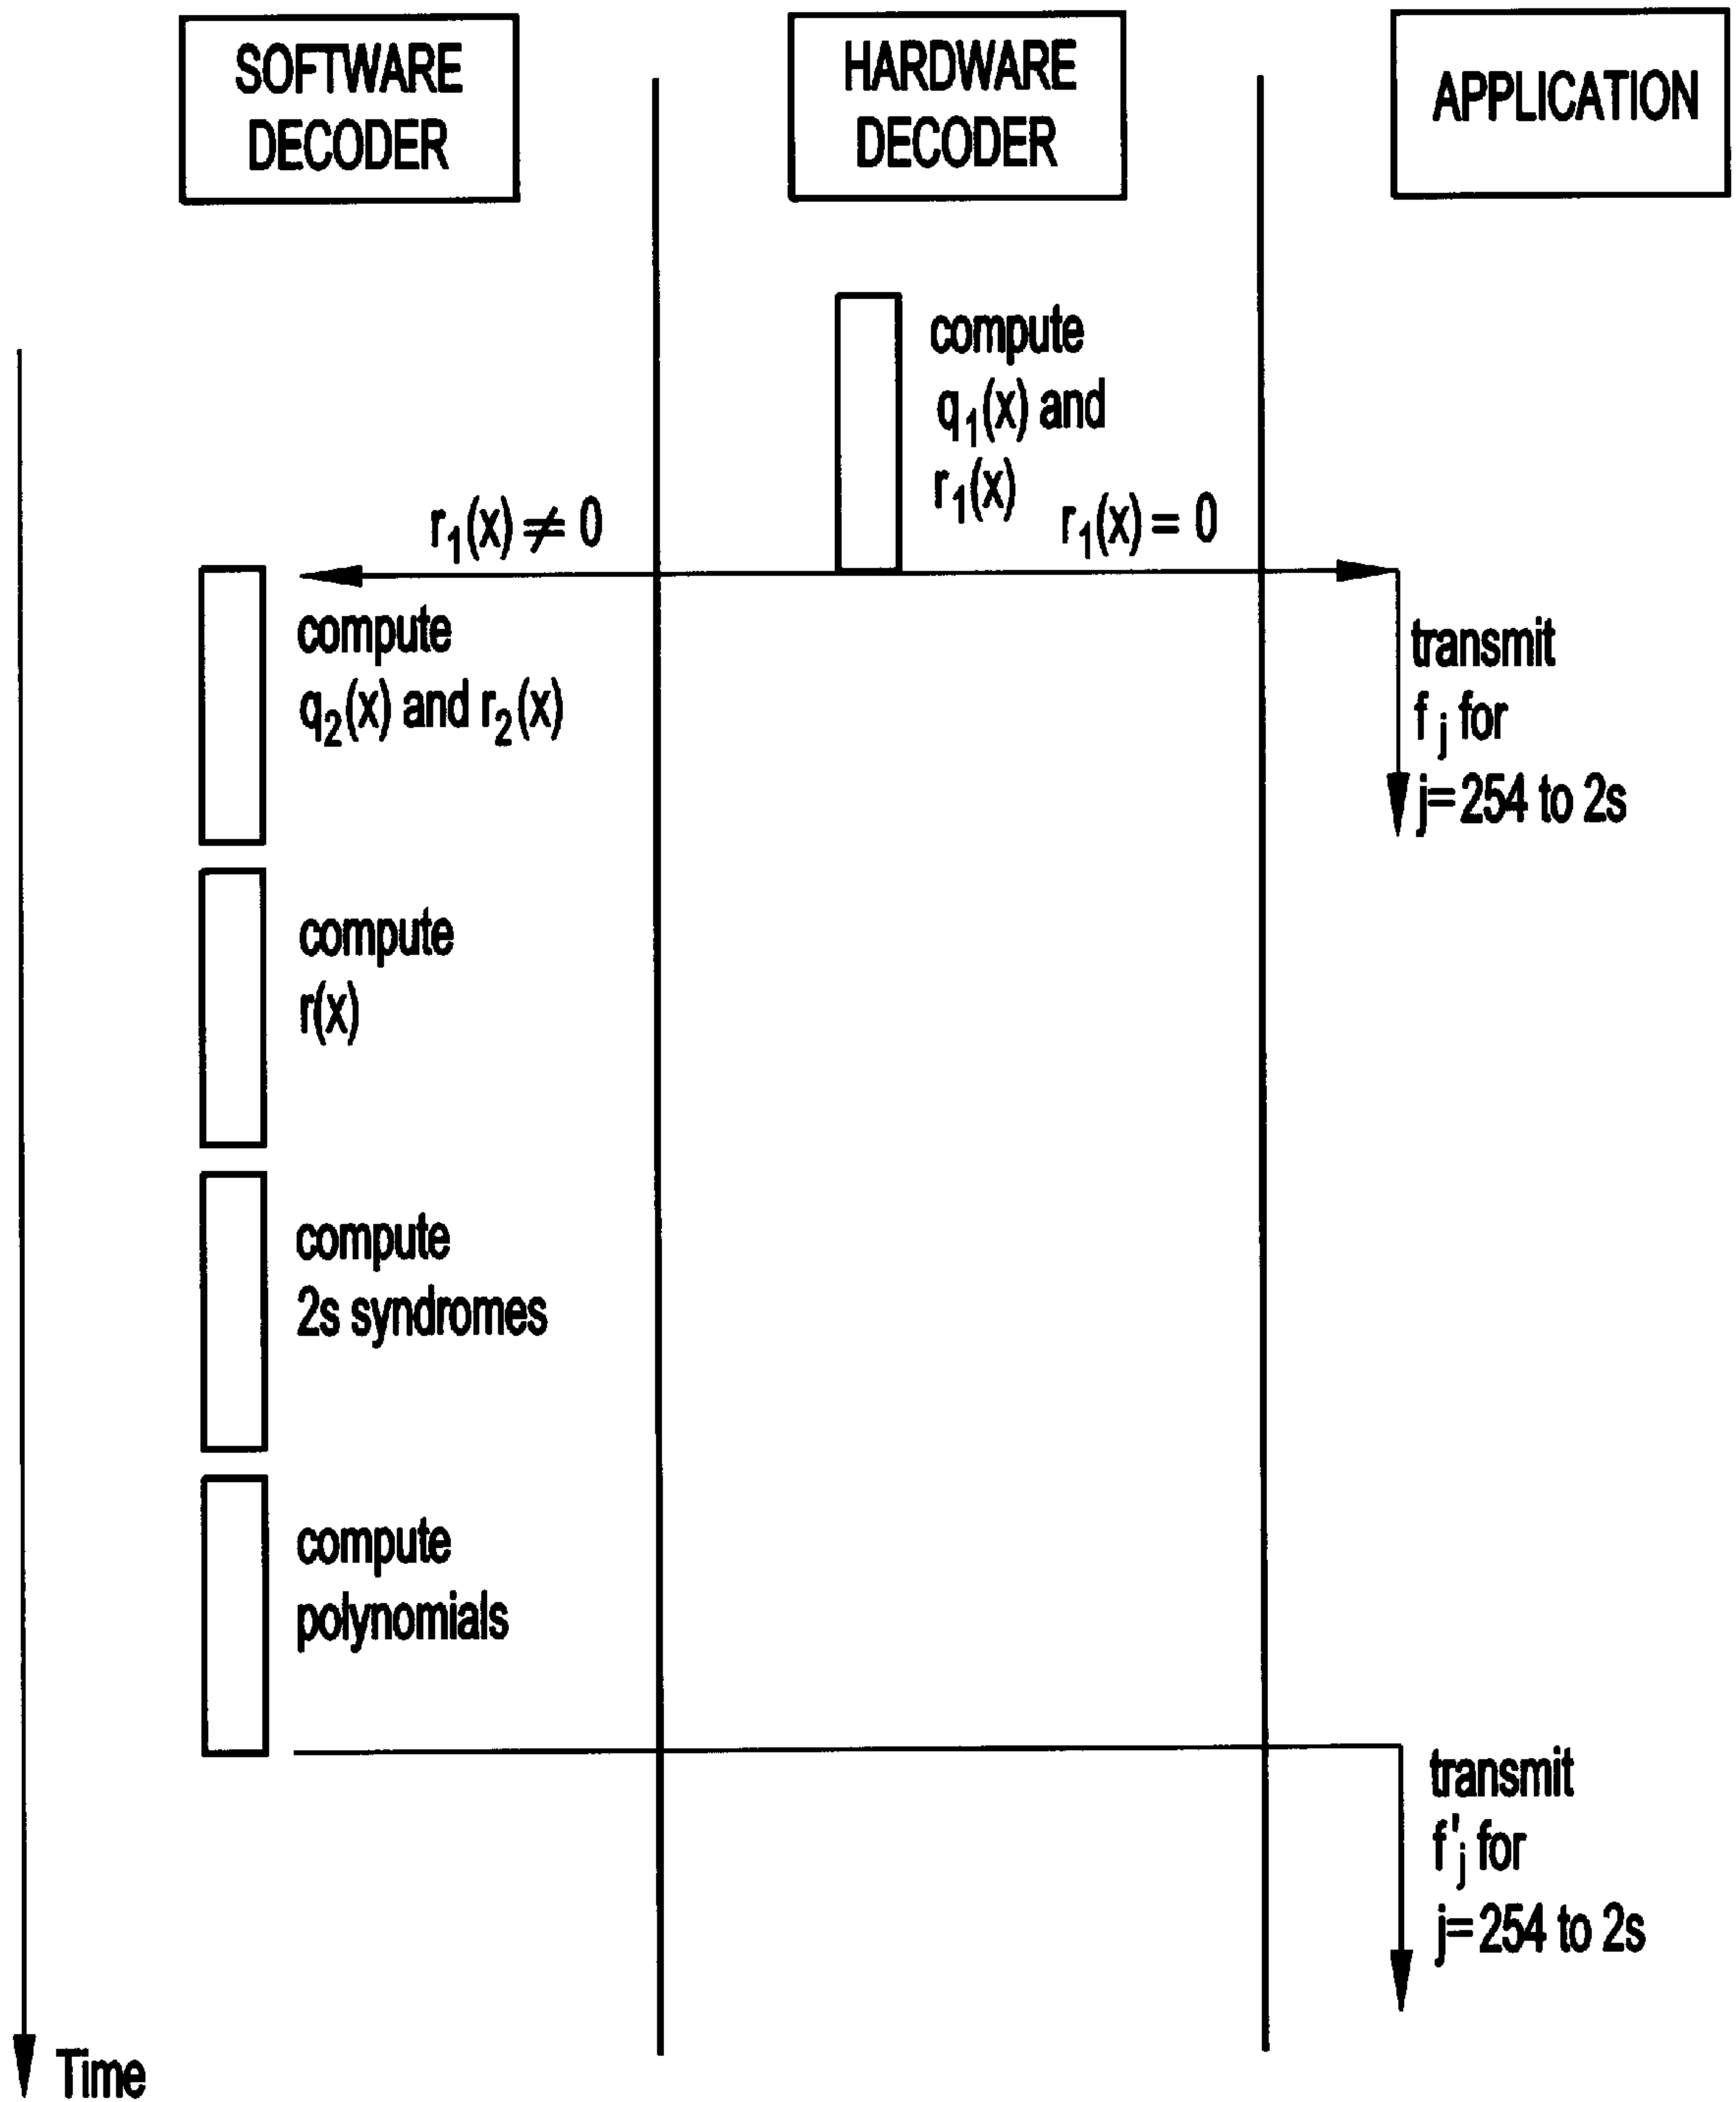 SOFTWARE
DECODER
HARDWARE
DECODER
APPLICATION
compute
q₁(x) and
r₁(x)
r₁(x) ≠ 0
r₁(x) = 0
compute
q₂(x) and r₂(x)
transmit
f j for
j=254 to 2s
compute
r(x)
compute
2s syndromes
compute
polynomials
transmit
f'j for
j=254 to 2s
Time